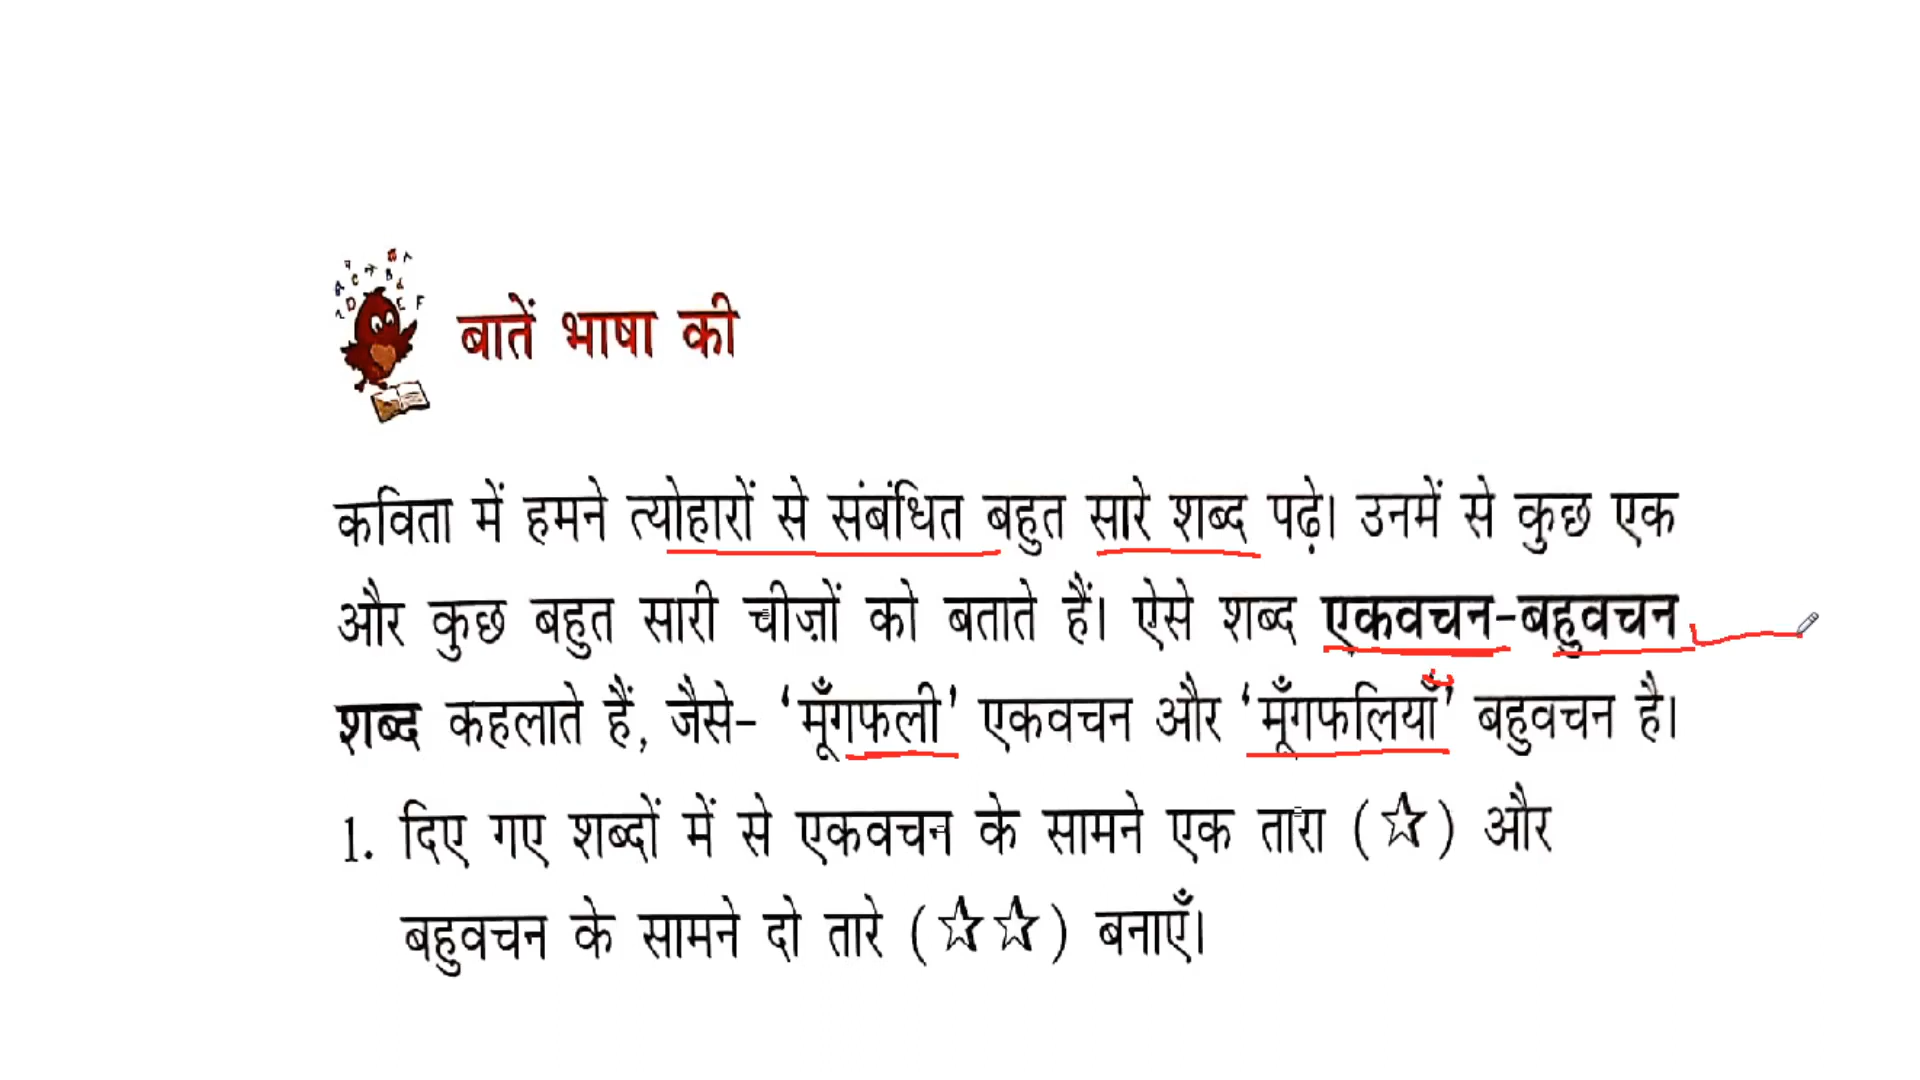 बातें भाषा की
कविता में हमने त्योहारों से संबंधित बहुत सारे शब्द पढ़े। उनमें से कुछ एक
और कुछ बहुत सारी चीज़ों को बताते हैं। ऐसे शब्द एकवचन-बहुवचन
शब्द कहलाते हैं, जैसे- ‘मूँगफली’ एकवचन और ‘मूँगफलियाँ’ बहुवचन है।
1. दिए गए शब्दों में से एकवचन के सामने एक तारा (☆) और
बहुवचन के सामने दो तारे (☆☆) बनाएँ।